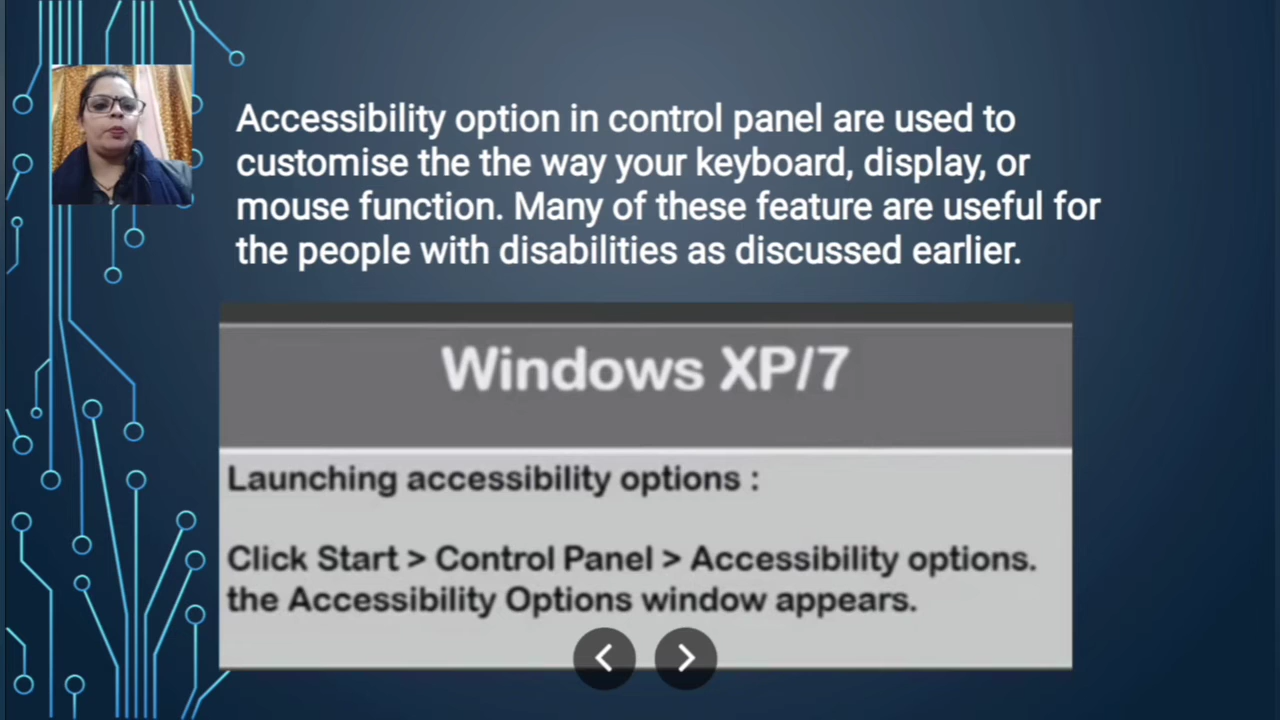 Accessibility option in control panel are used to
customise the the way your keyboard, display, or
mouse function. Many of these feature are useful for
the people with disabilities as discussed earlier.
Windows XP/7
Launching accessibility options :
Click Start > Control Panel > Accessibility options.
the Accessibility Options window appears.